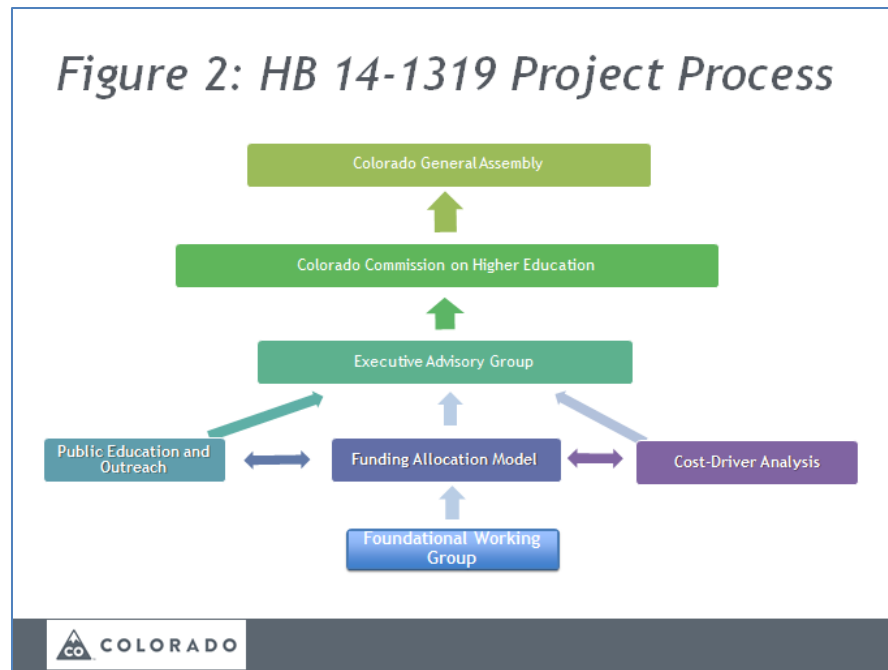 Figure 2: HB 14-1319 Project Process
Colorado General Assembly
Colorado Commission on Higher Education
Executive Advisory Group
Public Education and
Outreach
Funding Allocation Model
Cost-Driver Analysis
Foundational Working
Group
CO COLORADO